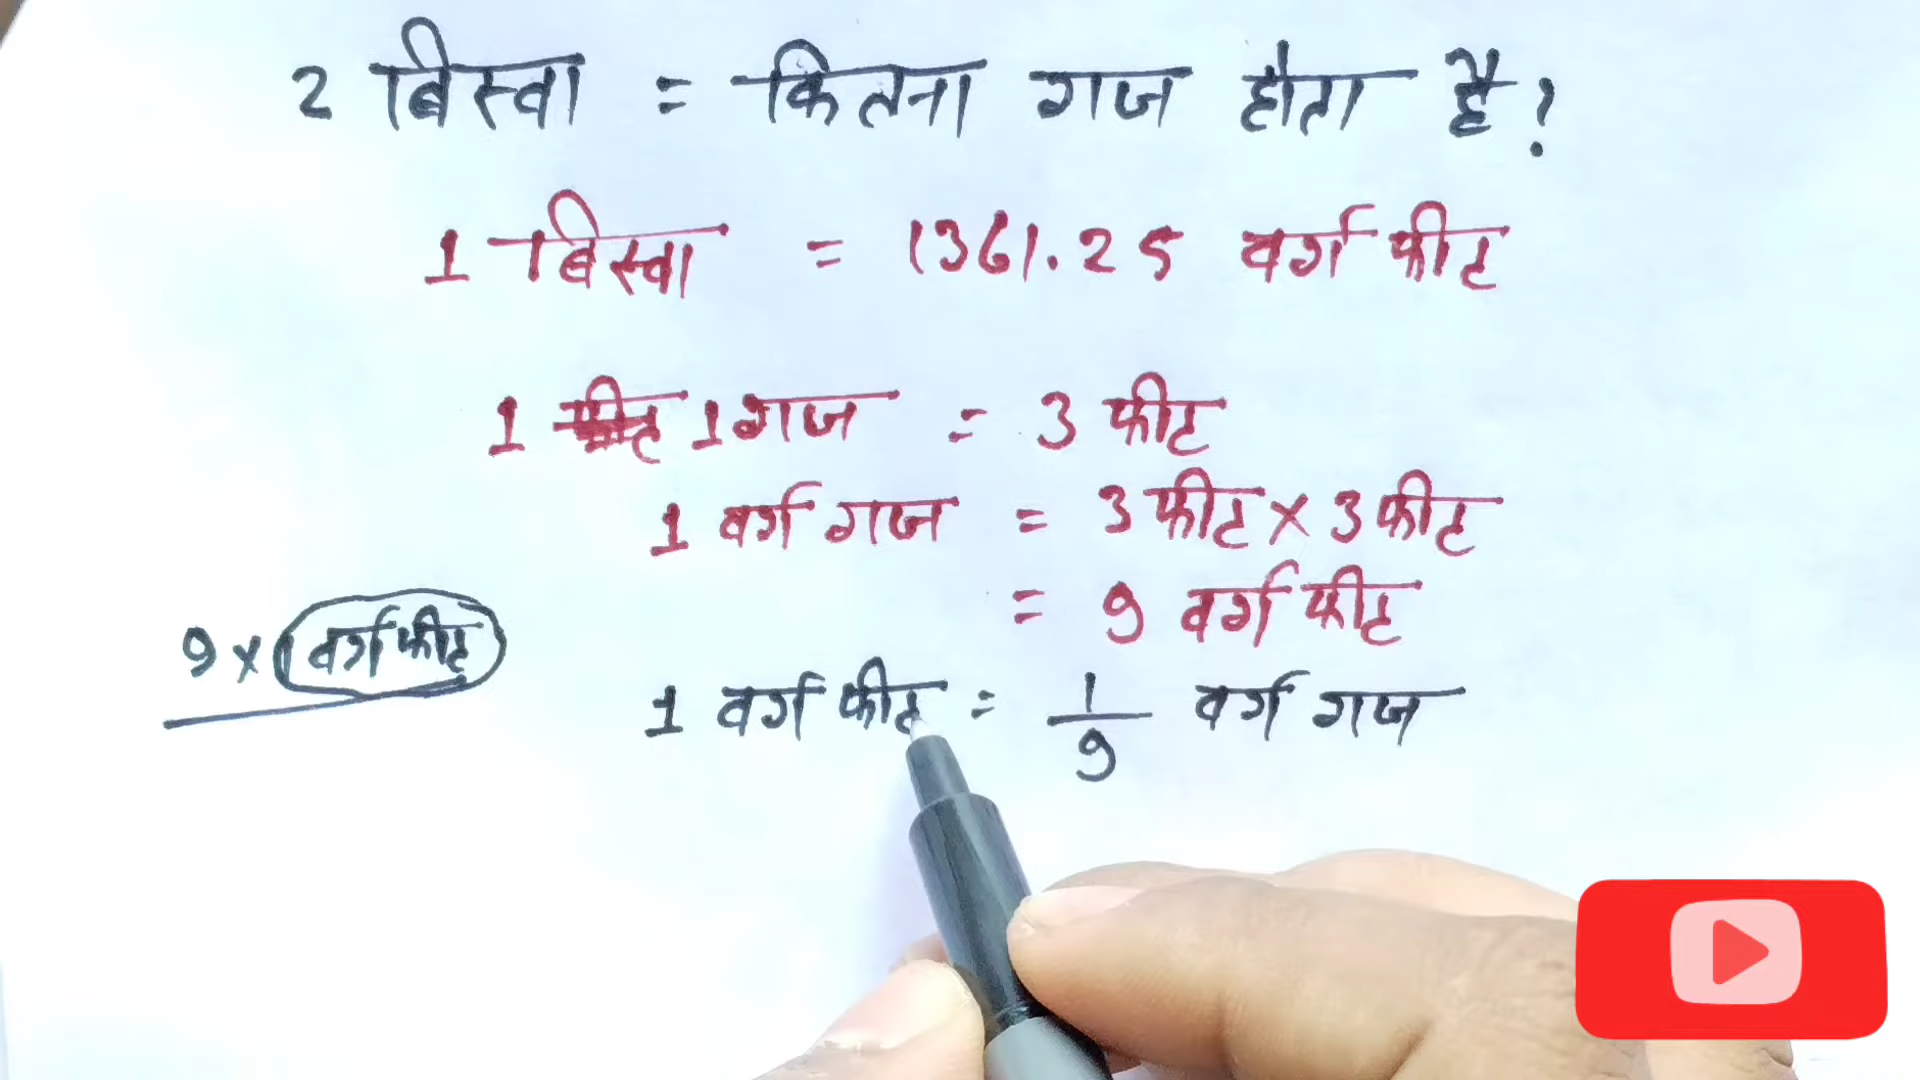 2 बिस्वा = कितना गज होता है?
1 बिस्वा = 1361.25 वर्ग फीट
1 फीट 1 गज = 3 फीट
1 वर्ग गज = 3 फीट × 3 फीट
= 9 वर्ग फीट
9 × वर्ग फीट
1 वर्ग फीट = 1/9 वर्ग गज